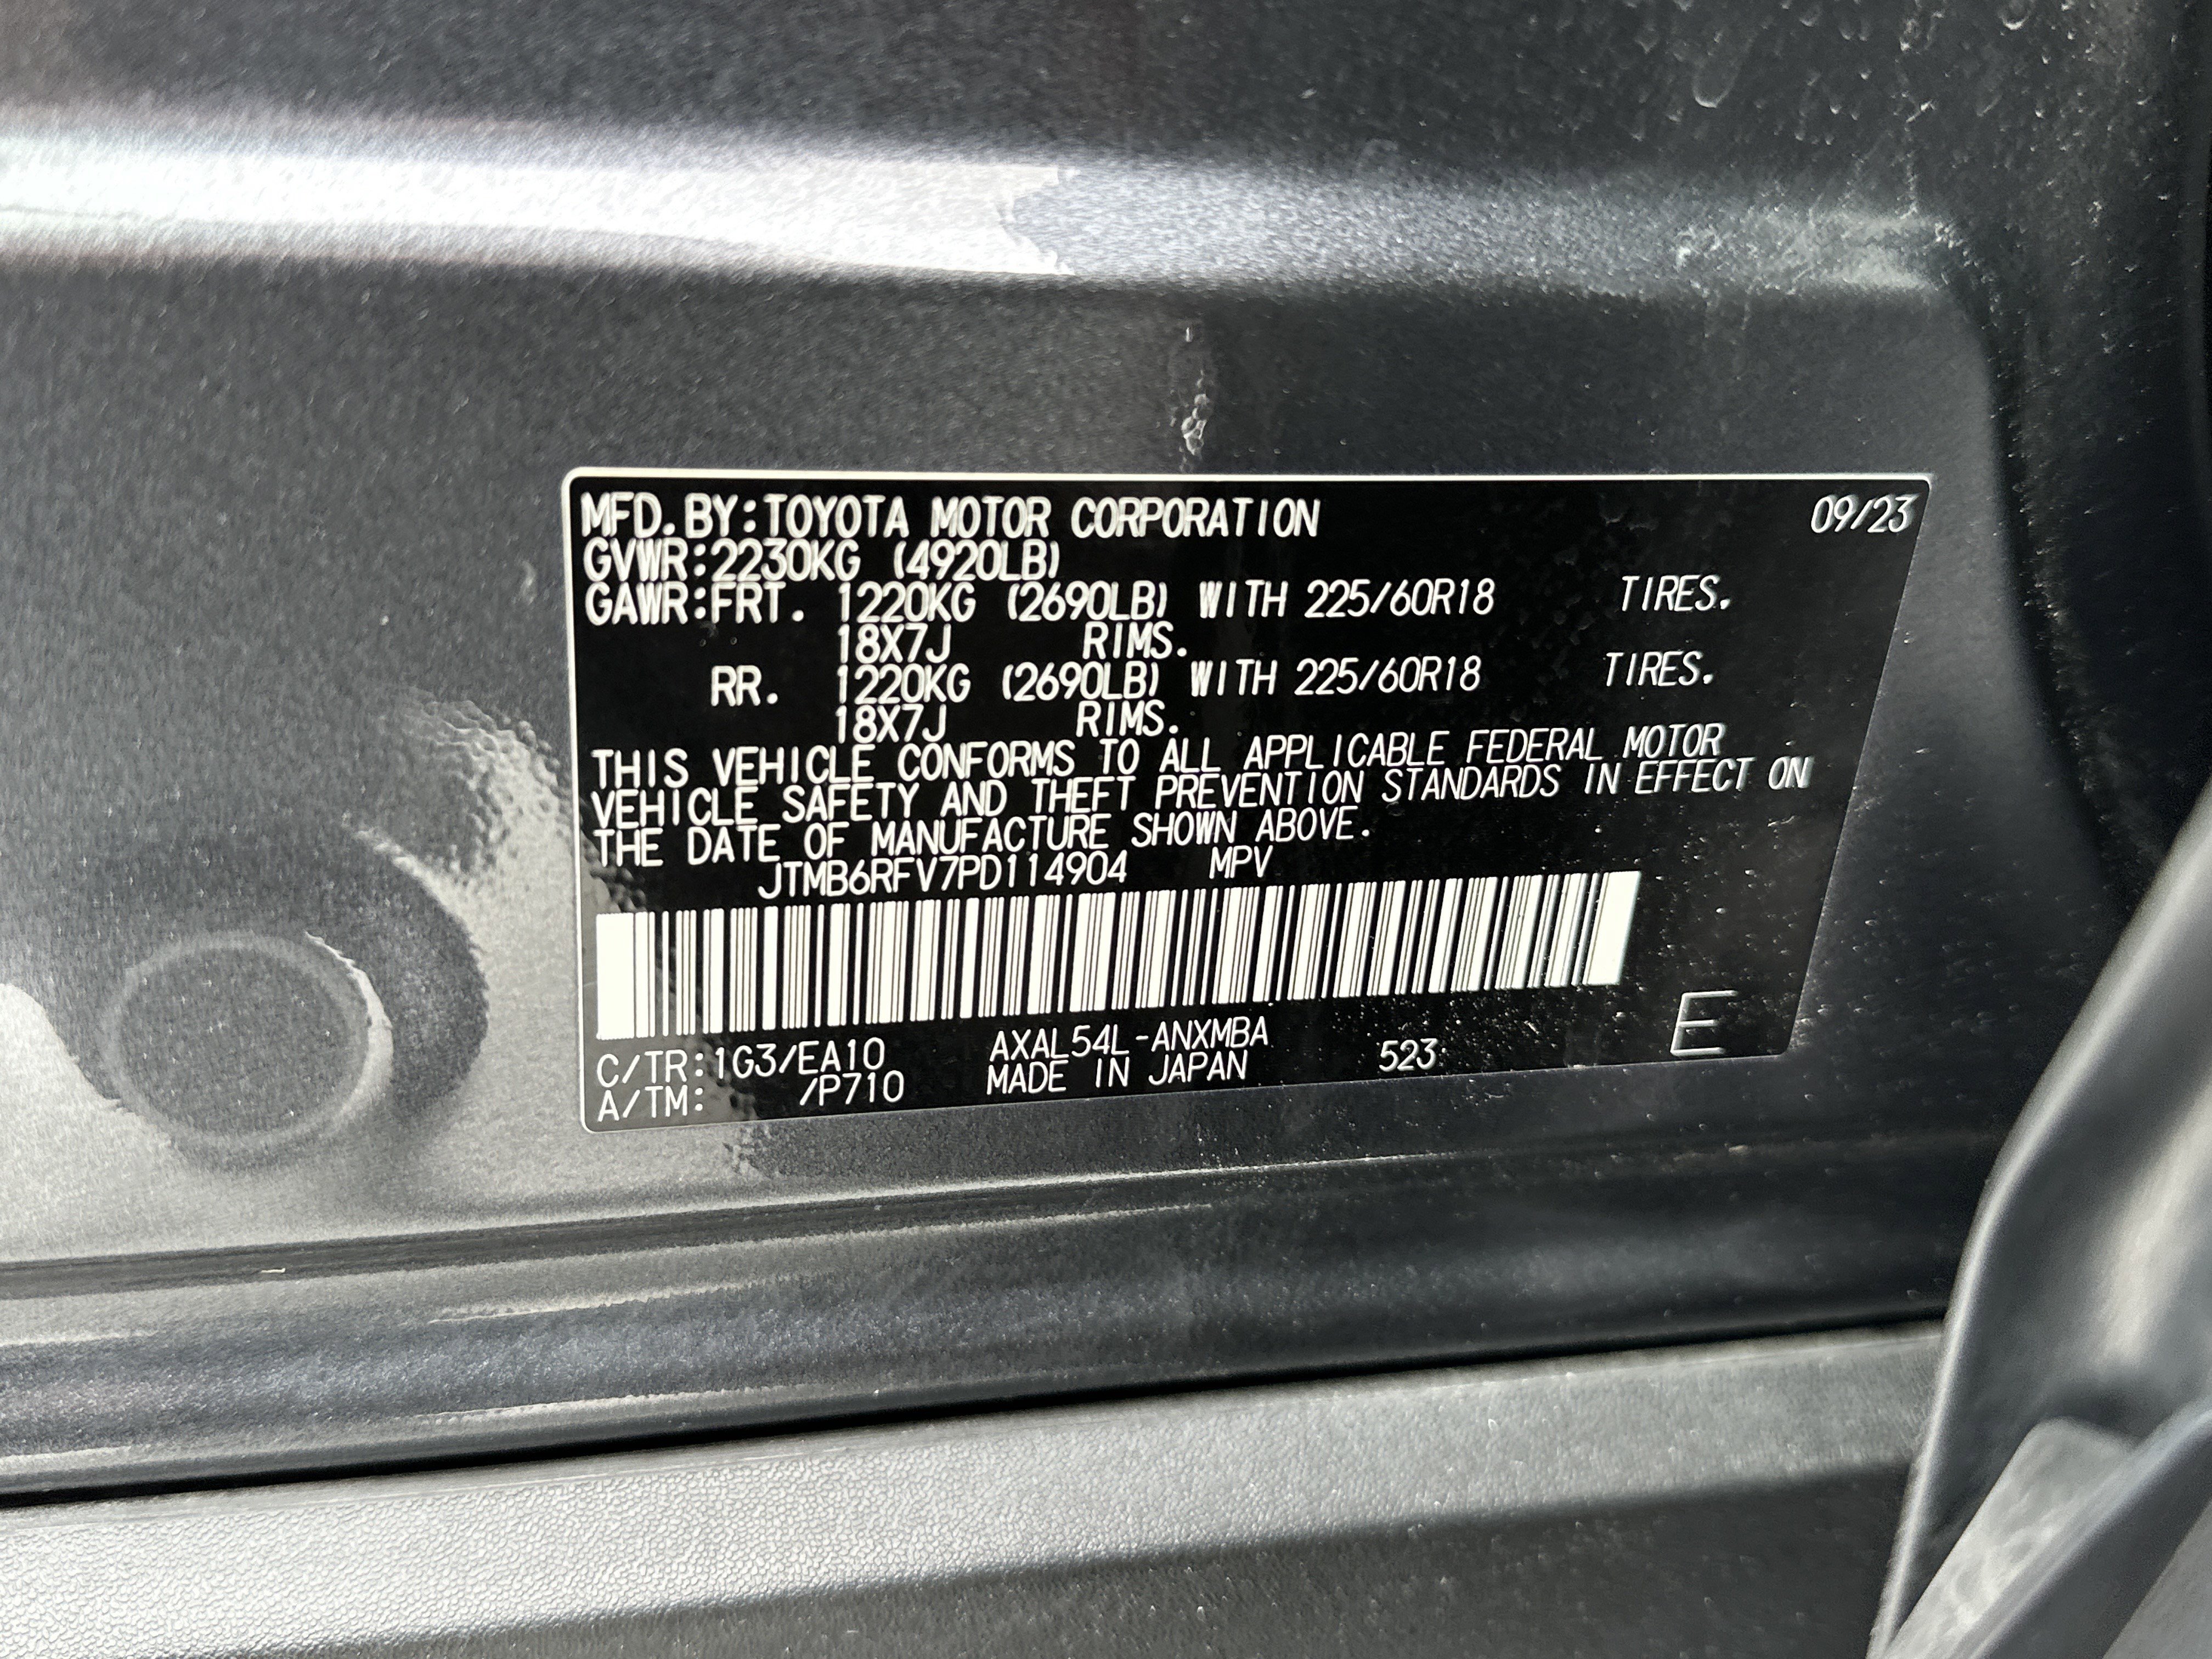 MFD.BY:TOYOTA MOTOR CORPORATION 09/23
GVWR:2230KG (4920LB)
GAWR:FRT. 1220KG (2690LB) WITH 225/60R18 TIRES.
18X7J RIMS.
RR. 1220KG (2690LB) WITH 225/60R18 TIRES.
18X7J RIMS.
THIS VEHICLE CONFORMS TO ALL APPLICABLE FEDERAL MOTOR
VEHICLE SAFETY AND THEFT PREVENTION STANDARDS IN EFFECT ON
THE DATE OF MANUFACTURE SHOWN ABOVE.
JTMB6RFV7PD114904 MPV
C/TR:1G3/EA10 AXAL54L-ANXMBA 523 E
A/TM: /P710 MADE IN JAPAN